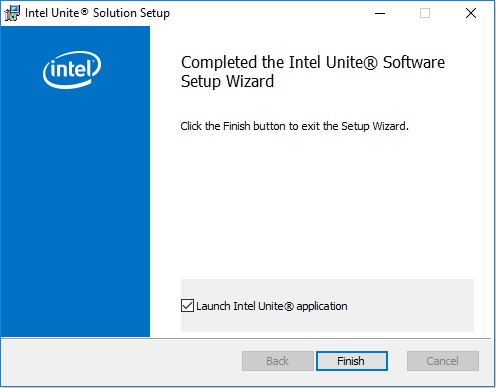 Intel Unite® Solution Setup
intel
Completed the Intel Unite® Software
Setup Wizard
Click the Finish button to exit the Setup Wizard.
Launch Intel Unite® application
Back
Finish
Cancel